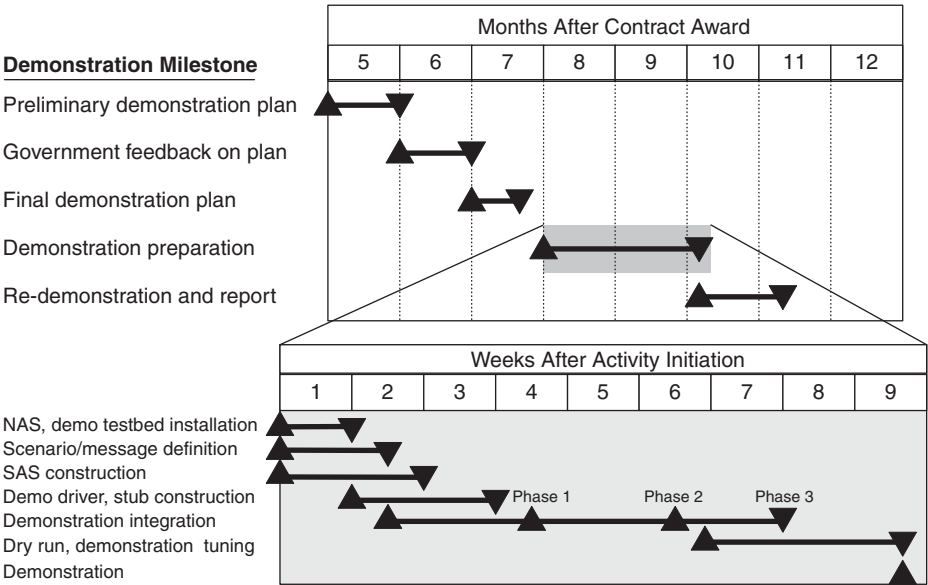 Months After Contract Award
Demonstration Milestone 5 6 7 8 9 10 11 12
Preliminary demonstration plan
Government feedback on plan
Final demonstration plan
Demonstration preparation
Re-demonstration and report
Weeks After Activity Initiation
1 2 3 4 5 6 7 8 9
NAS, demo testbed installation
Scenario/message definition
SAS construction
Demo driver, stub construction Phase 1 Phase 2 Phase 3
Demonstration integration
Dry run, demonstration tuning
Demonstration